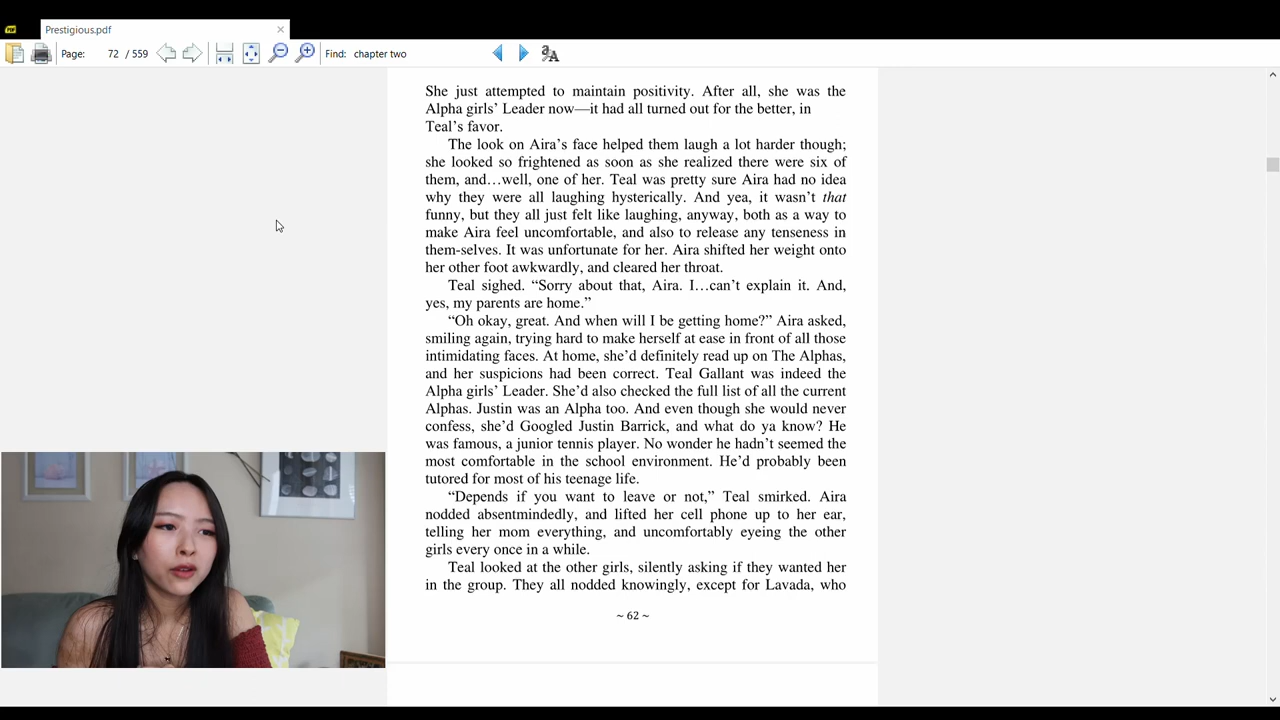 Prestigious.pdf
Page: 72 / 559 Find: chapter two
She just attempted to maintain positivity. After all, she was the
Alpha girls' Leader now—it had all turned out for the better, in
Teal's favor.
The look on Aira's face helped them laugh a lot harder though;
she looked so frightened as soon as she realized there were six of
them, and…well, one of her. Teal was pretty sure Aira had no idea
why they were all laughing hysterically. And yea, it wasn't that
funny, but they all just felt like laughing, anyway, both as a way to
make Aira feel uncomfortable, and also to release any tenseness in
them-selves. It was unfortunate for her. Aira shifted her weight onto
her other foot awkwardly, and cleared her throat.
Teal sighed. “Sorry about that, Aira. I…can't explain it. And,
yes, my parents are home.”
“Oh okay, great. And when will I be getting home?” Aira asked,
smiling again, trying hard to make herself at ease in front of all those
intimidating faces. At home, she'd definitely read up on The Alphas,
and her suspicions had been correct. Teal Gallant was indeed the
Alpha girls' Leader. She'd also checked the full list of all the current
Alphas. Justin was an Alpha too. And even though she would never
confess, she'd Googled Justin Barrick, and what do ya know? He
was famous, a junior tennis player. No wonder he hadn't seemed the
most comfortable in the school environment. He'd probably been
tutored for most of his teenage life.
“Depends if you want to leave or not,” Teal smirked. Aira
nodded absentmindedly, and lifted her cell phone up to her ear,
telling her mom everything, and uncomfortably eyeing the other
girls every once in a while.
Teal looked at the other girls, silently asking if they wanted her
in the group. They all nodded knowingly, except for Lavada, who
~ 62 ~